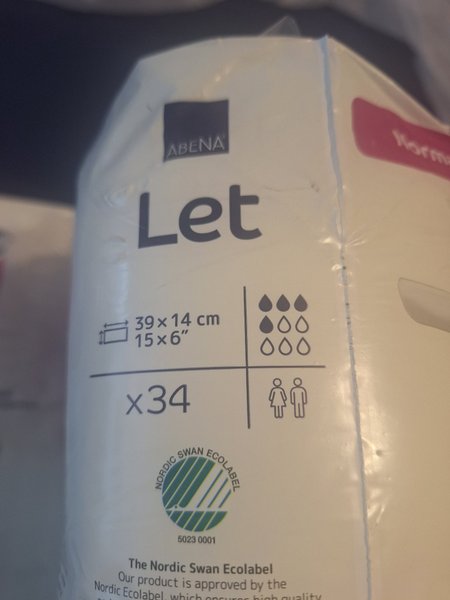 ABENA
Let
39 × 14 cm
15 × 6"
x34
NORDIC SWAN ECOLABEL
5023 0001
The Nordic Swan Ecolabel
Our product is approved by the
Nordic Ecolabel, which ensures high quality